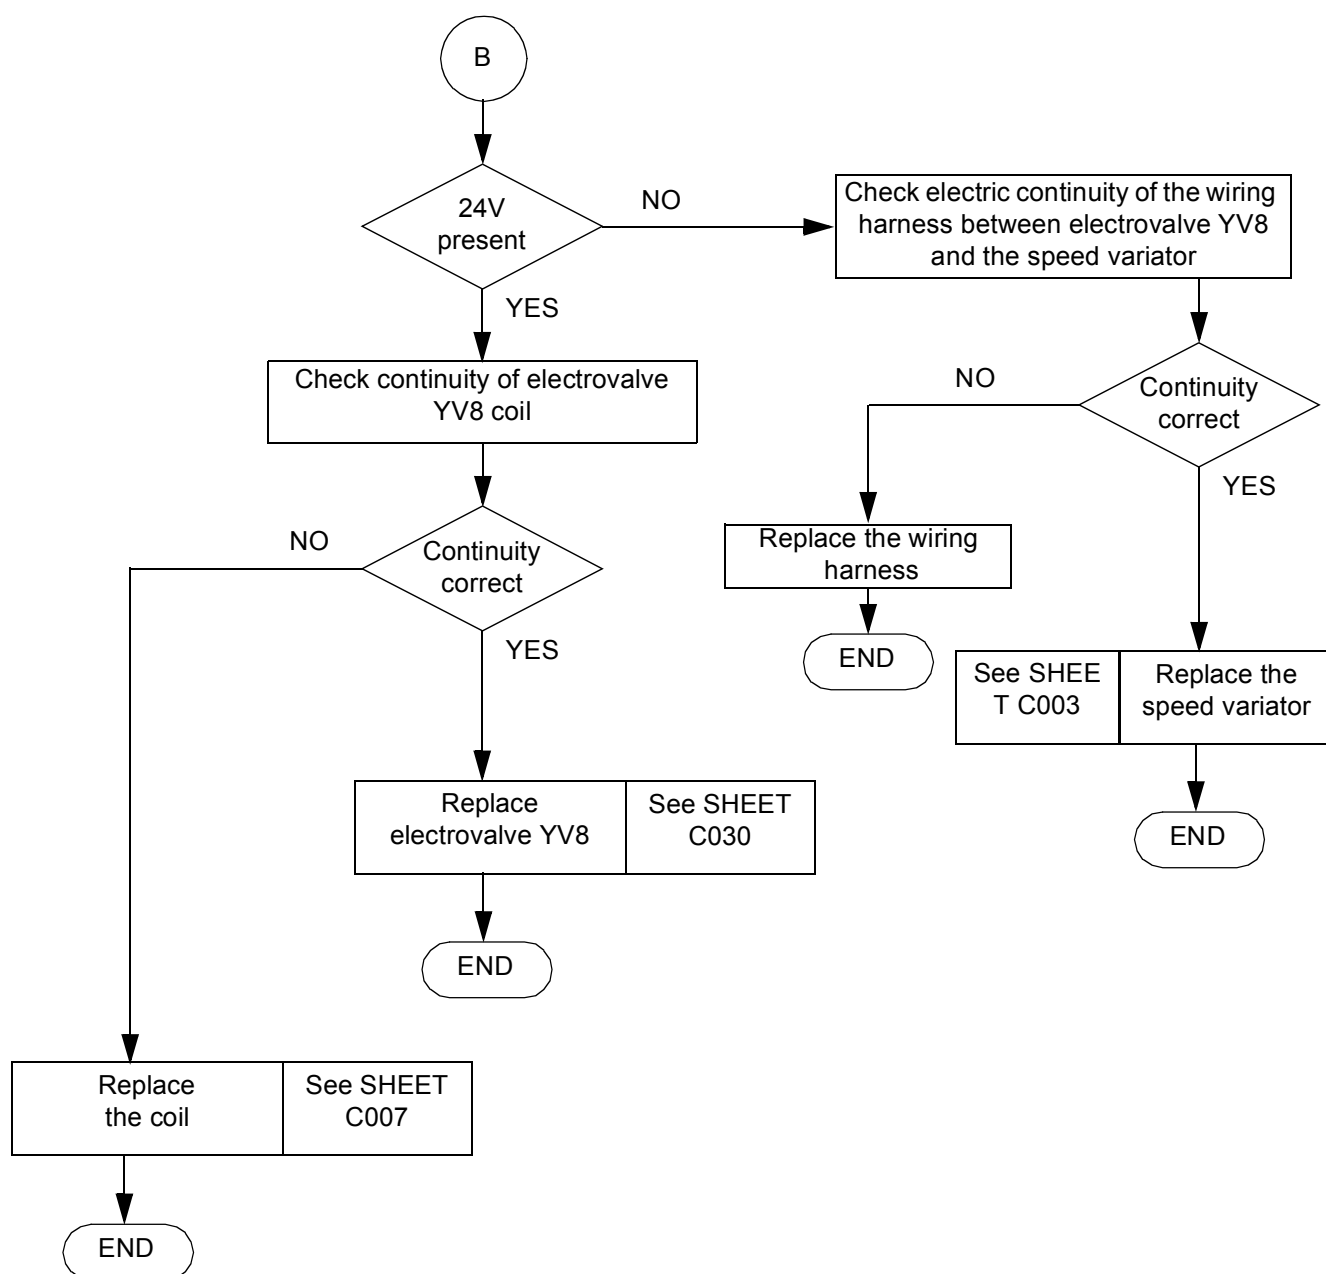 B
24V
present
NO
Check electric continuity of the wiring
harness between electrovalve YV8
and the speed variator
YES
Check continuity of electrovalve
YV8 coil
NO
Continuity
correct
YES
NO
Continuity
correct
YES
Replace the wiring
harness
END
See SHEE
T C003
Replace the
speed variator
END
Replace
electrovalve YV8
See SHEET
C030
END
Replace
the coil
See SHEET
C007
END